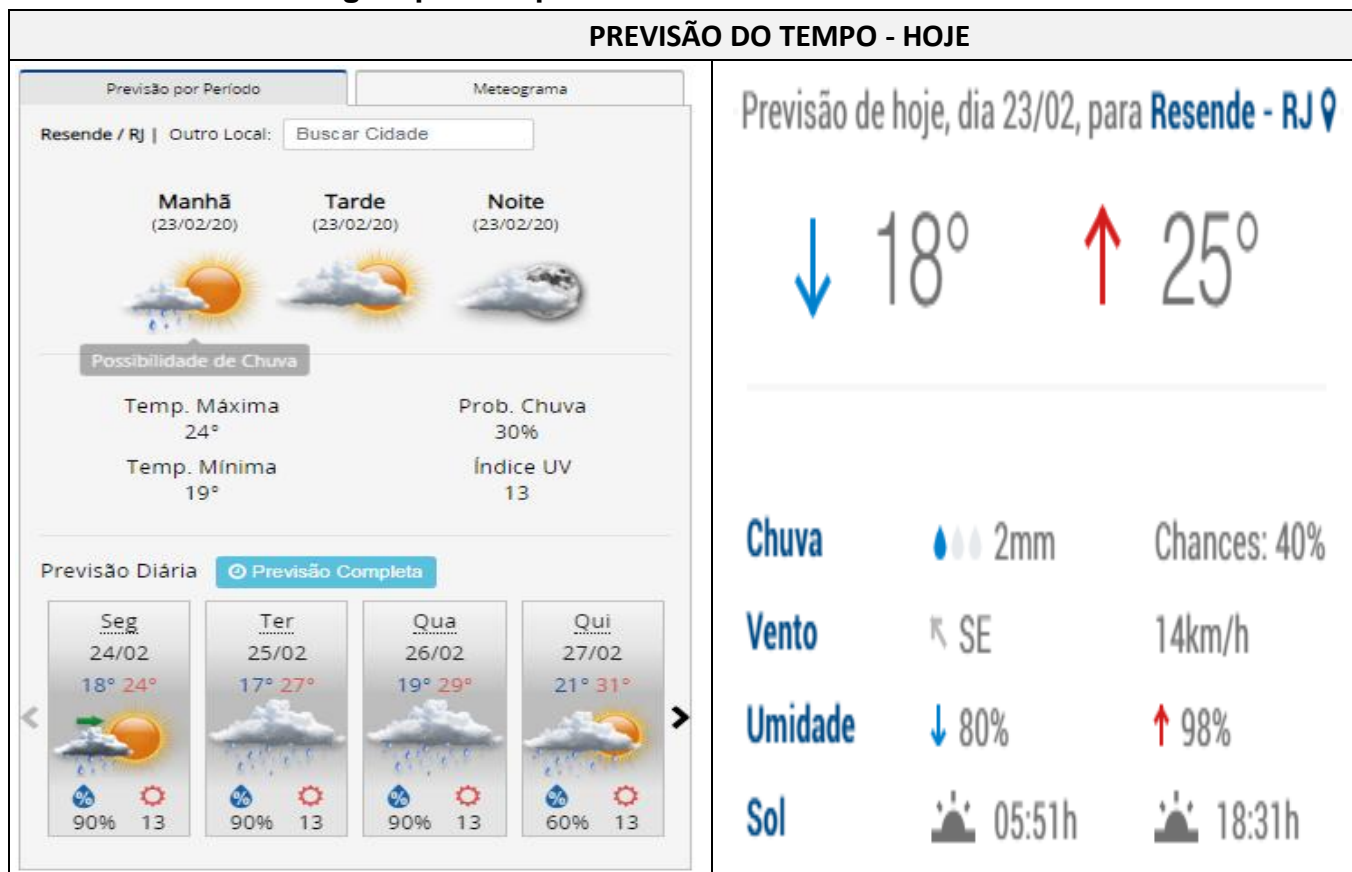 PREVISÃO DO TEMPO - HOJE
Previsão por Período
Meteograma
Resende / RJ | Outro Local: Buscar Cidade
Manhã Tarde Noite
(23/02/20) (23/02/20) (23/02/20)
Possibilidade de Chuva
Temp. Máxima Prob. Chuva
24° 30%
Temp. Mínima Índice UV
19° 13
Previsão Diária Previsão Completa
Seg Ter Qua Qui
24/02 25/02 26/02 27/02
18° 24° 17° 27° 19° 29° 21° 31°
% % % %
90% 13 90% 13 90% 13 60% 13
Previsão de hoje, dia 23/02, para Resende - RJ
18° 25°
Chuva 2mm Chances: 40%
Vento SE 14km/h
Umidade 80% 98%
Sol 05:51h 18:31h